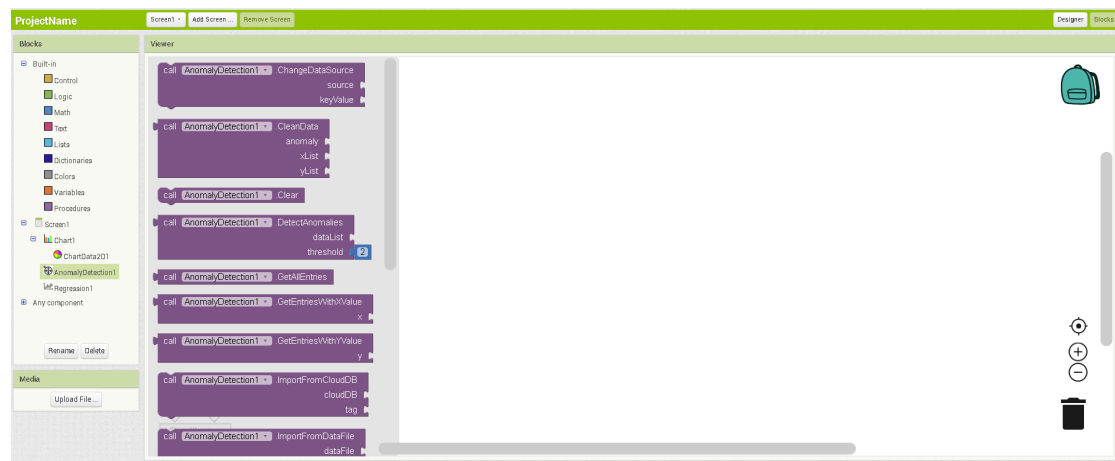 ProjectName
Screen1
Add Screen ...
Remove Screen
Designer
Blocks
Blocks
Viewer
Built-in
Control
Logic
Math
Text
Lists
Dictionaries
Colors
Variables
Procedures
Screen1
Chart1
ChartData2D1
AnomalyDetection1
Regression1
Any component
Rename
Delete
Media
Upload File ...
call AnomalyDetection1 .ChangeDataSource
source
keyValue
call AnomalyDetection1 .CleanData
anomaly
xList
yList
call AnomalyDetection1 .Clear
call AnomalyDetection1 .DetectAnomalies
dataList
threshold 2
call AnomalyDetection1 .GetAllEntries
call AnomalyDetection1 .GetEntriesWithXValue
x
call AnomalyDetection1 .GetEntriesWithYValue
y
call AnomalyDetection1 .ImportFromCloudDB
cloudDB
tag
call AnomalyDetection1 .ImportFromDataFile
dataFile